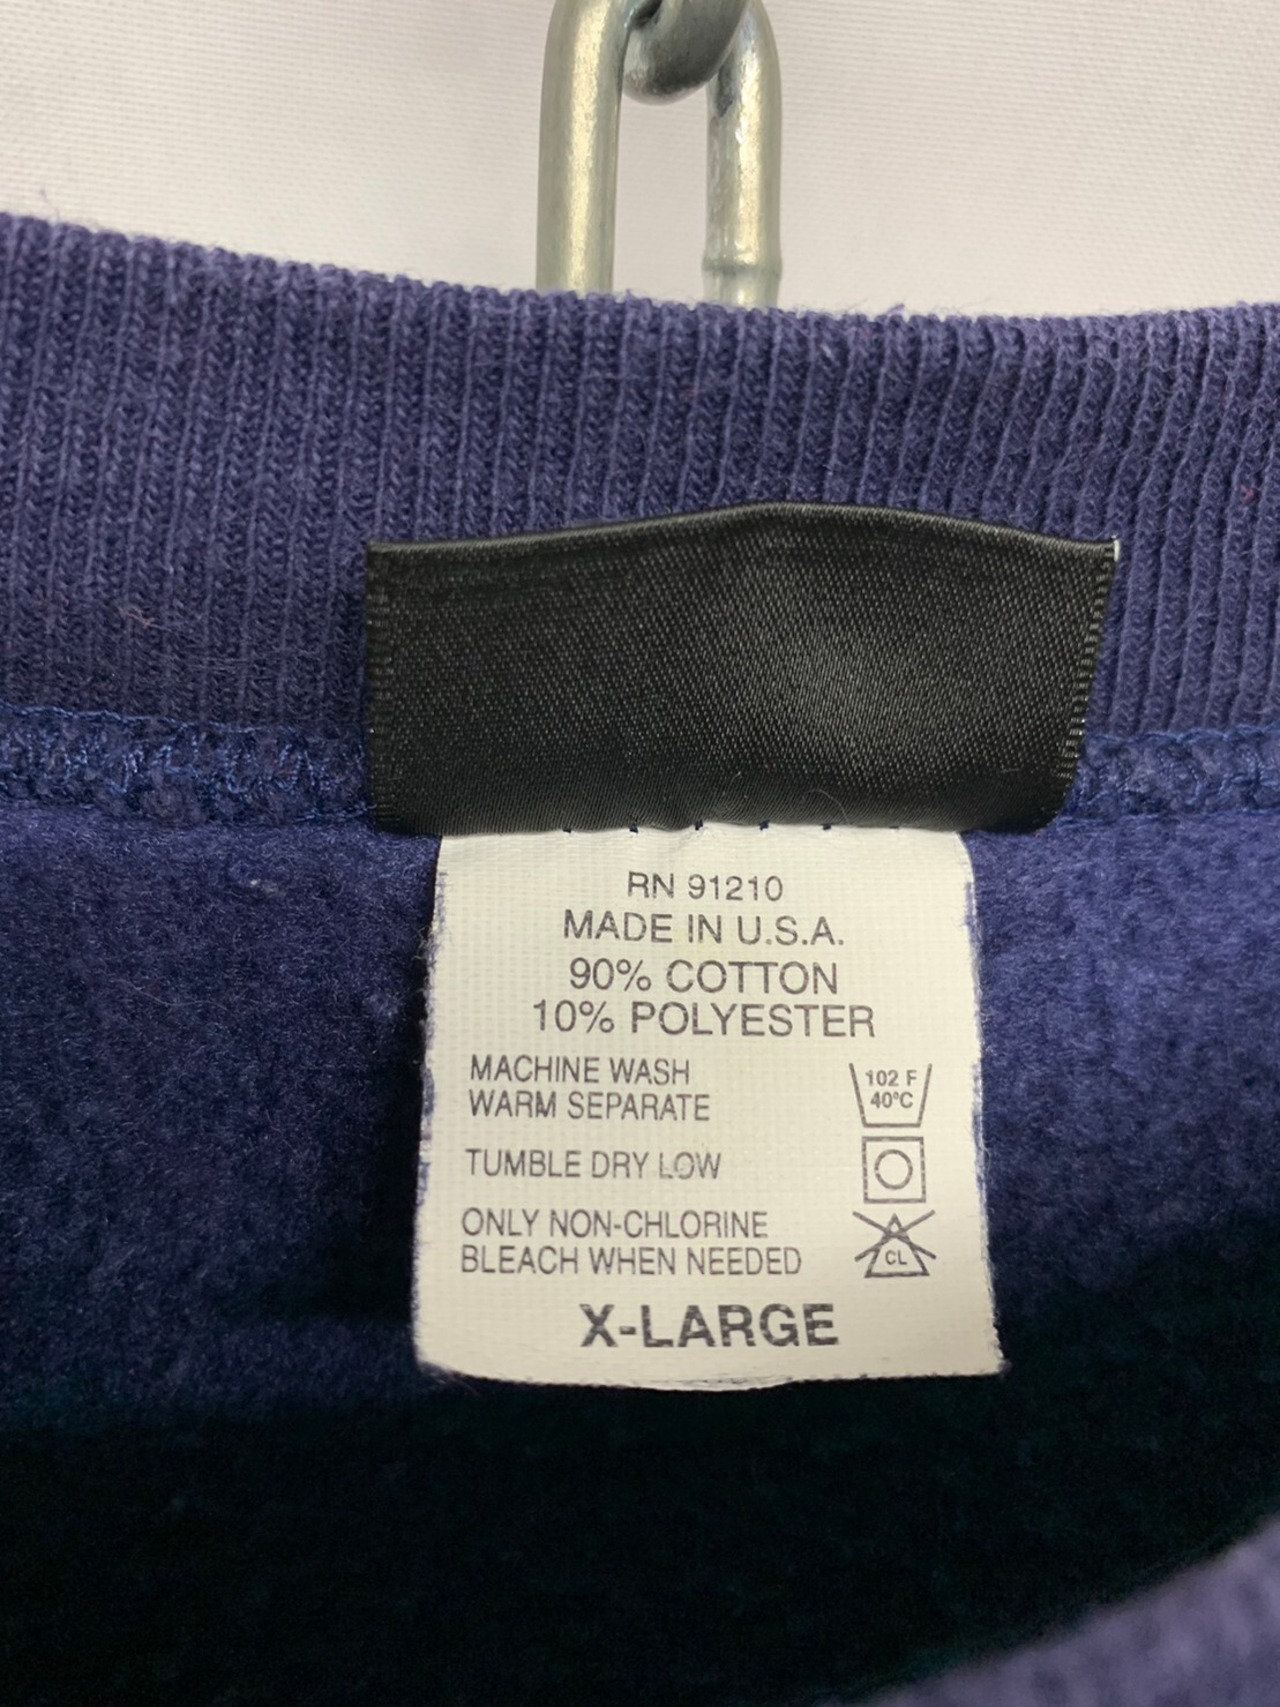 RN 91210
MADE IN U.S.A.
90% COTTON
10% POLYESTER
MACHINE WASH
WARM SEPARATE
102 F
40°C
TUMBLE DRY LOW
ONLY NON-CHLORINE
BLEACH WHEN NEEDED
CL
X-LARGE